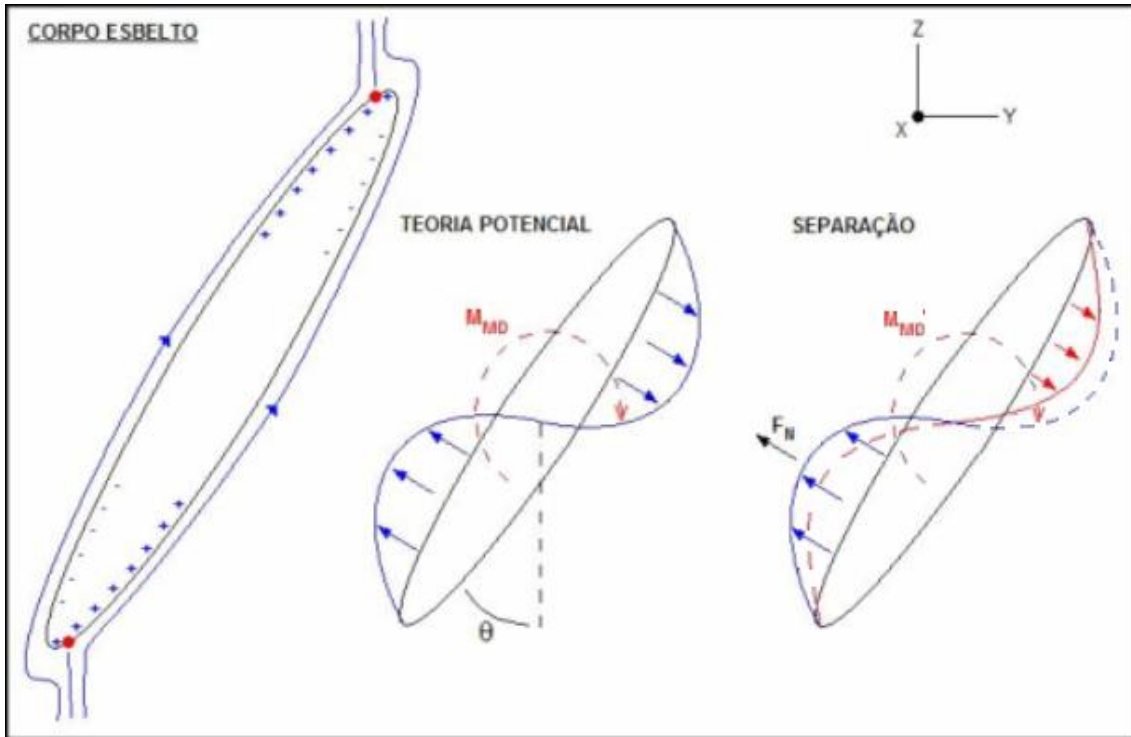 CORPO ESBELTO
Z
X
Y
TEORIA POTENCIAL
SEPARAÇÃO
M_MD
M_MD'
F_N
θ